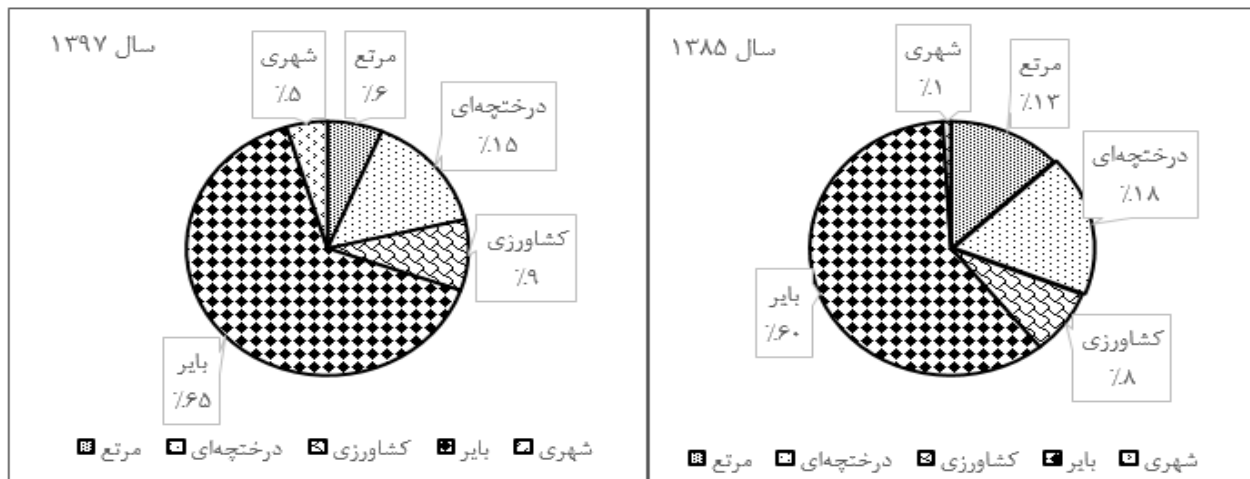 سال ۱۳۸۵
شهری
٪۱
مرتع
٪۱۳
درختچه‌ای
٪۱۸
کشاورزی
٪۸
بایر
٪۶۰
مرتع درختچه‌ای کشاورزی بایر شهری
سال ۱۳۹۷
شهری
٪۵
مرتع
٪۶
درختچه‌ای
٪۱۵
کشاورزی
٪۹
بایر
٪۶۵
مرتع درختچه‌ای کشاورزی بایر شهری